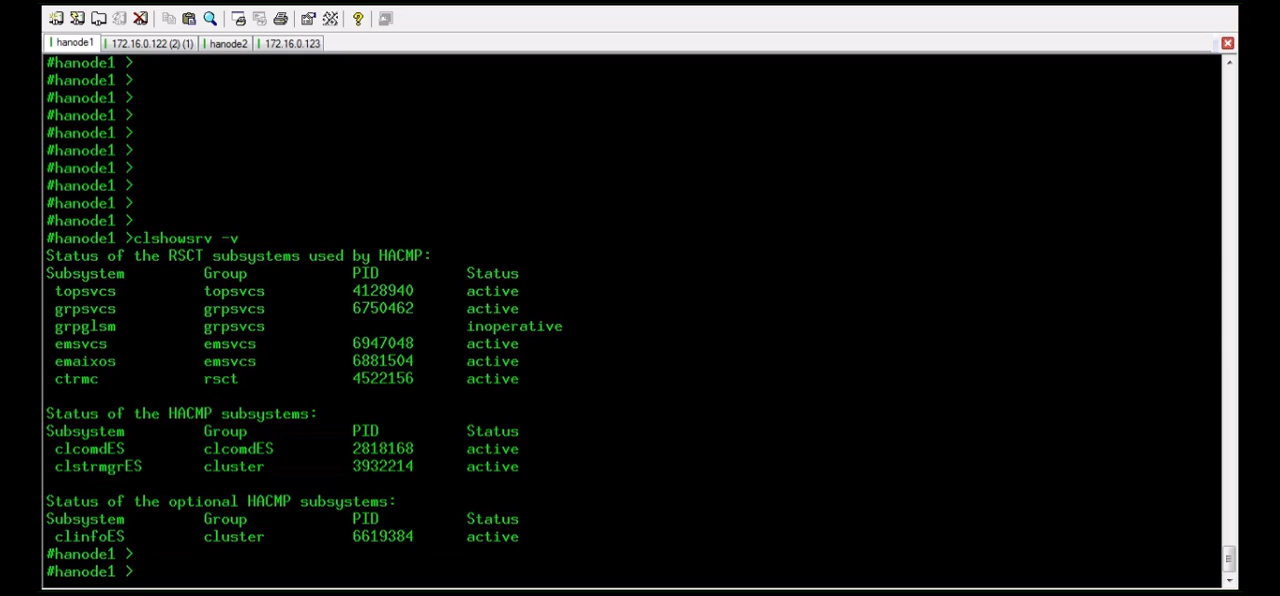 hanode1 172.16.0.122 (2) (1) hanode2 172.16.0.123
#hanode1 >
#hanode1 >
#hanode1 >
#hanode1 >
#hanode1 >
#hanode1 >
#hanode1 >
#hanode1 >
#hanode1 >
#hanode1 >
#hanode1 >clshowsrv -v
Status of the RSCT subsystems used by HACMP:
Subsystem Group PID Status
topsvcs topsvcs 4128940 active
grpsvcs grpsvcs 6750462 active
grpglsm grpsvcs inoperative
emsvcs emsvcs 6947048 active
emaixos emsvcs 6881504 active
ctrmc rsct 4522156 active
Status of the HACMP subsystems:
Subsystem Group PID Status
clcomdES clcomdES 2818168 active
clstrmgrES cluster 3932214 active
Status of the optional HACMP subsystems:
Subsystem Group PID Status
clinfoES cluster 6619384 active
#hanode1 >
#hanode1 >